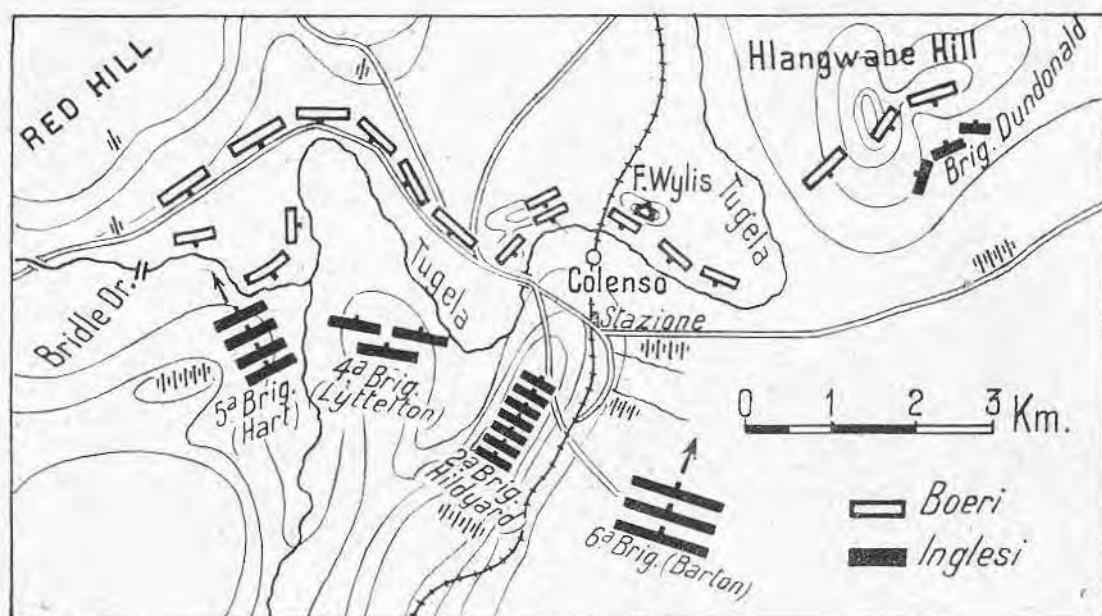 RED HILL
Hlangwabe Hill
Brig. Dundonald
F. Wylis
Tugela
Tugela
Colenso
Stazione
Bridle Dr.
5ª Brig.
(Hart)
4ª Brig.
(Lyttelton)
2ª Brig.
Hildyard
6ª Brig. (Barton)
0 1 2 3 Km.
Boeri
Inglesi